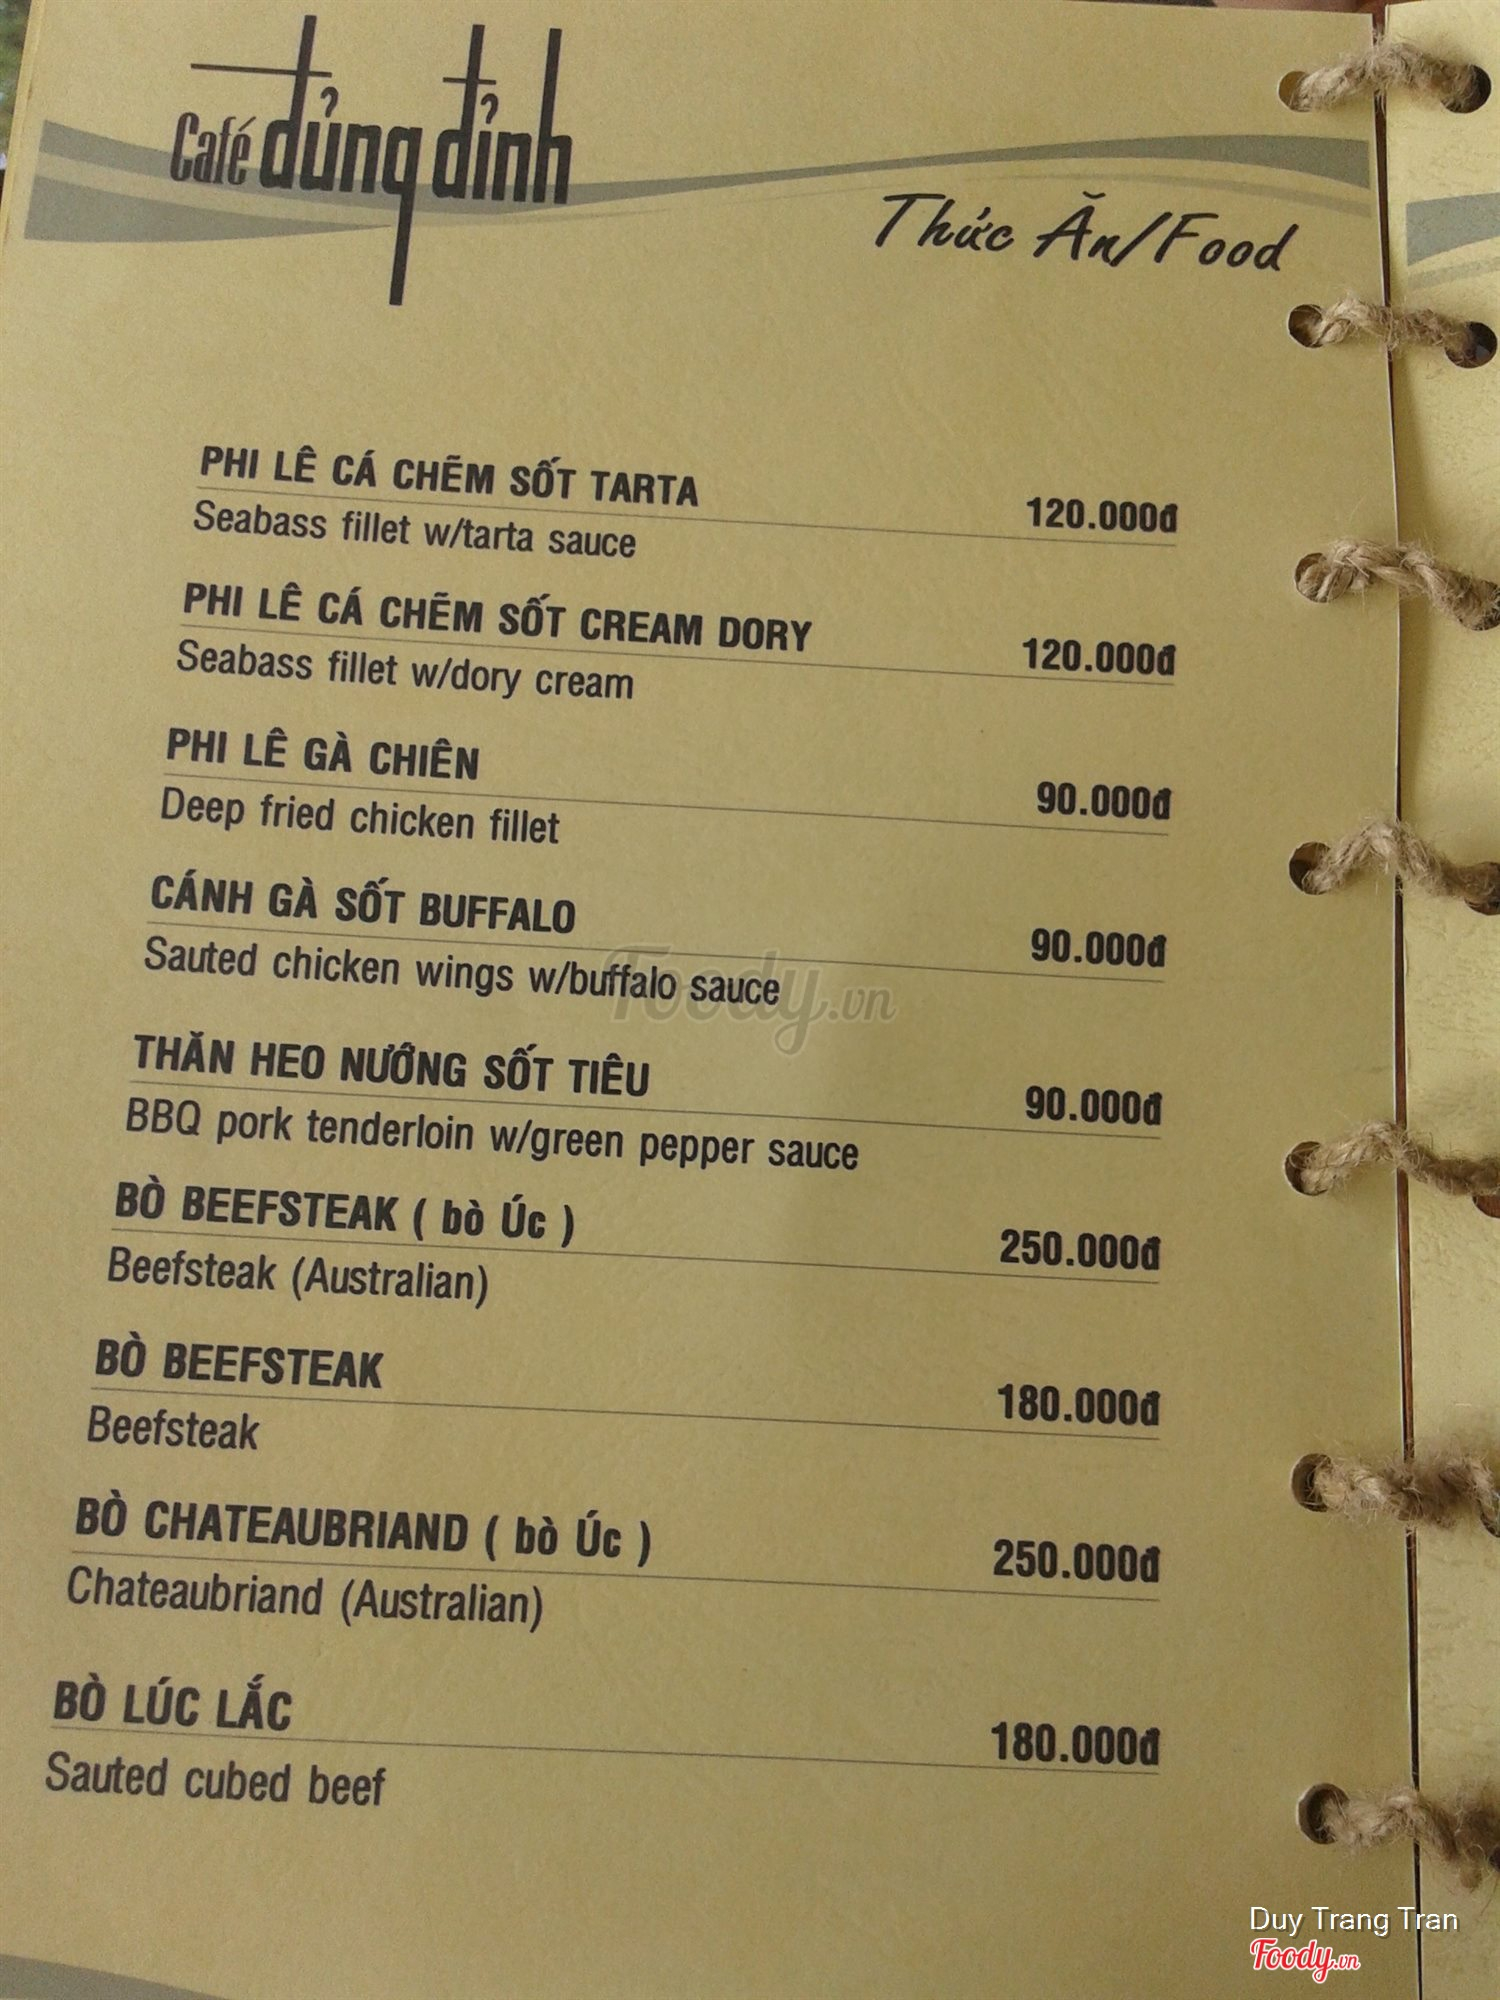 Café đủng đỉnh
Thức Ăn/Food
PHI LÊ CÁ CHẼM SỐT TARTA 120.000đ
Seabass fillet w/tarta sauce
PHI LÊ CÁ CHẼM SỐT CREAM DORY 120.000đ
Seabass fillet w/dory cream
PHI LÊ GÀ CHIÊN 90.000đ
Deep fried chicken fillet
CÁNH GÀ SỐT BUFFALO 90.000đ
Sauted chicken wings w/buffalo sauce
Foody.vn
THĂN HEO NƯỚNG SỐT TIÊU 90.000đ
BBQ pork tenderloin w/green pepper sauce
BÒ BEEFSTEAK ( bò Úc ) 250.000đ
Beefsteak (Australian)
BÒ BEEFSTEAK 180.000đ
Beefsteak
BÒ CHATEAUBRIAND ( bò Úc ) 250.000đ
Chateaubriand (Australian)
BÒ LÚC LẮC 180.000đ
Sauted cubed beef
Duy Trang Tran
Foody.vn